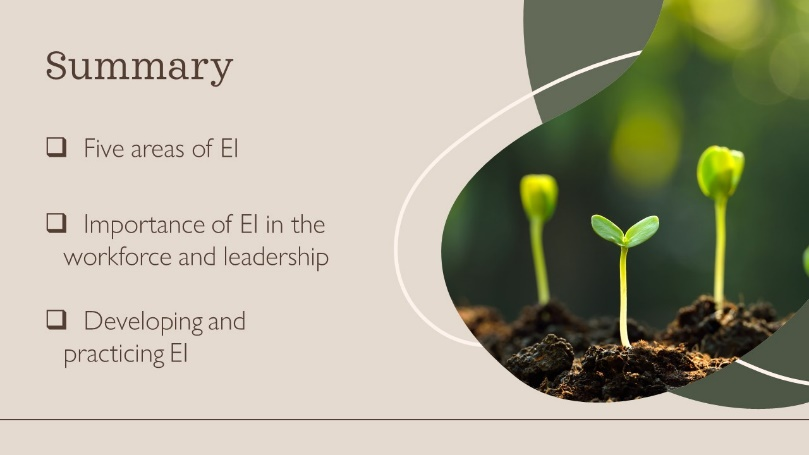 Summary
❑ Five areas of EI
❑ Importance of EI in the
workforce and leadership
❑ Developing and
practicing EI